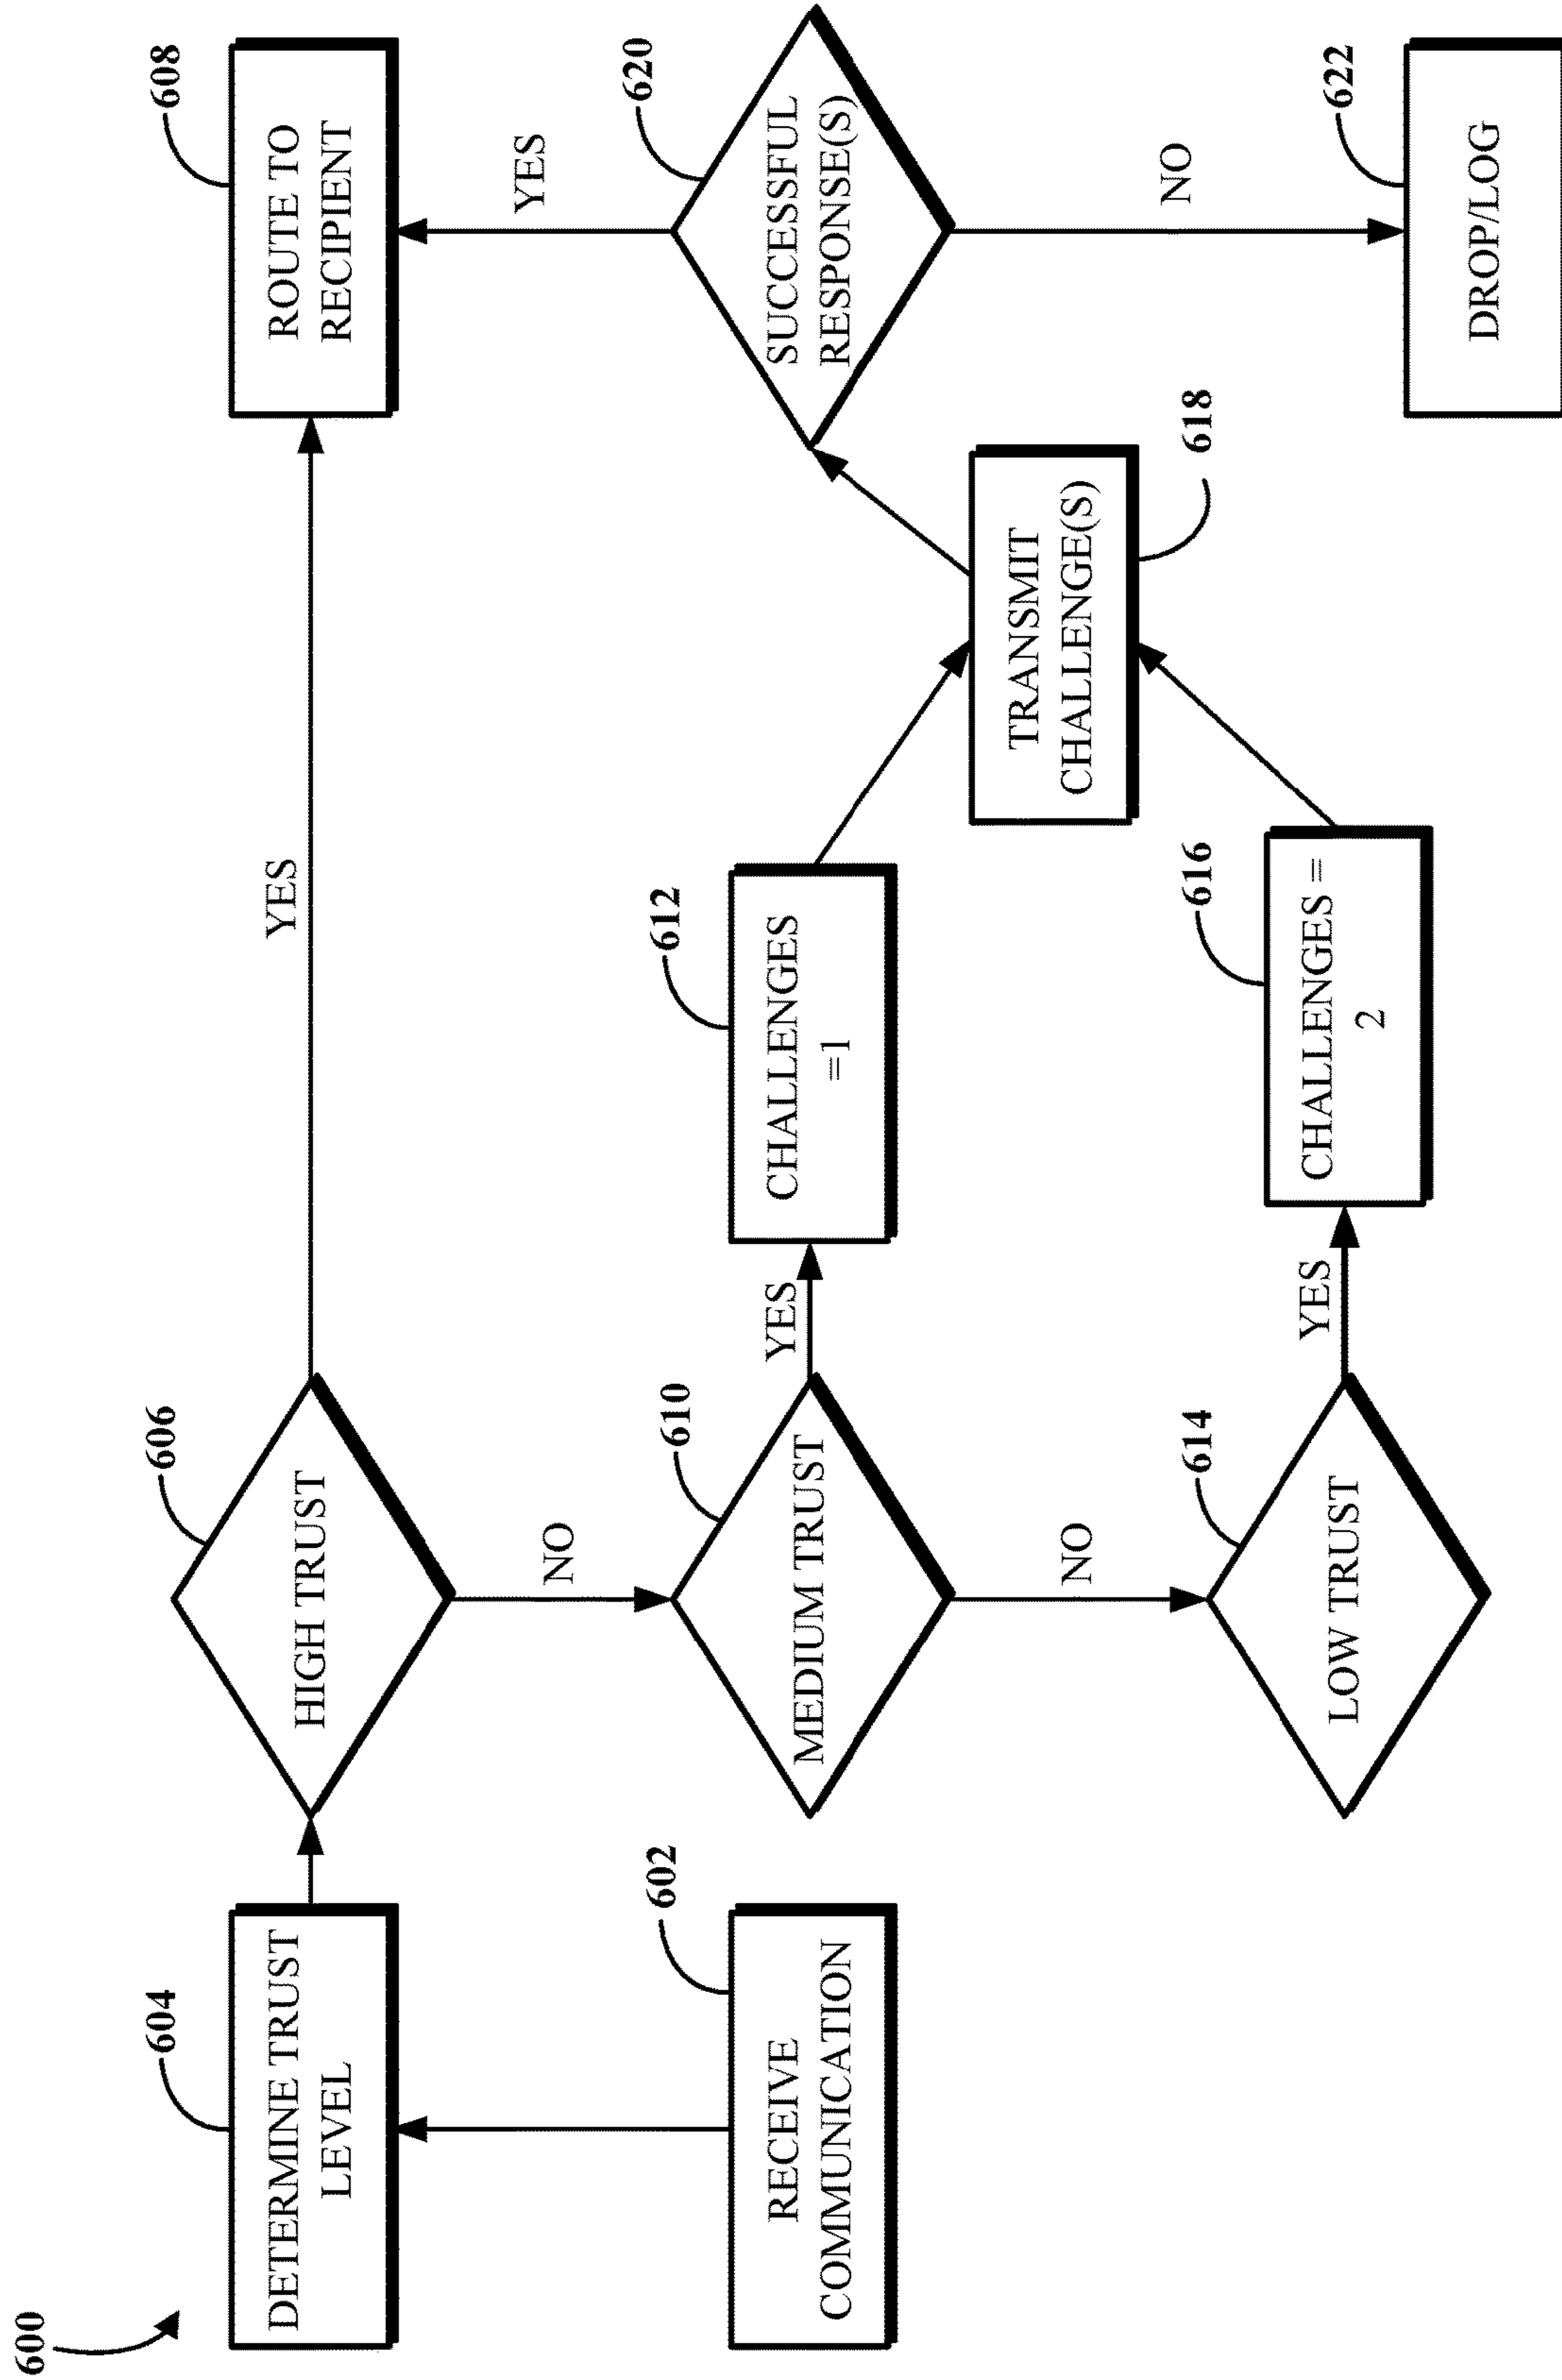 600
604
DETERMINE TRUST
LEVEL
602
RECEIVE
COMMUNICATION
606
HIGH TRUST
YES
608
ROUTE TO
RECIPIENT
NO
610
MEDIUM TRUST
YES
612
CHALLENGES
=1
NO
614
LOW TRUST
YES
616
CHALLENGES =
2
TRANSMIT
CHALLENGE(S)
618
620
SUCCESSFUL
RESPONSE(S)
YES
NO
622
DROP/LOG